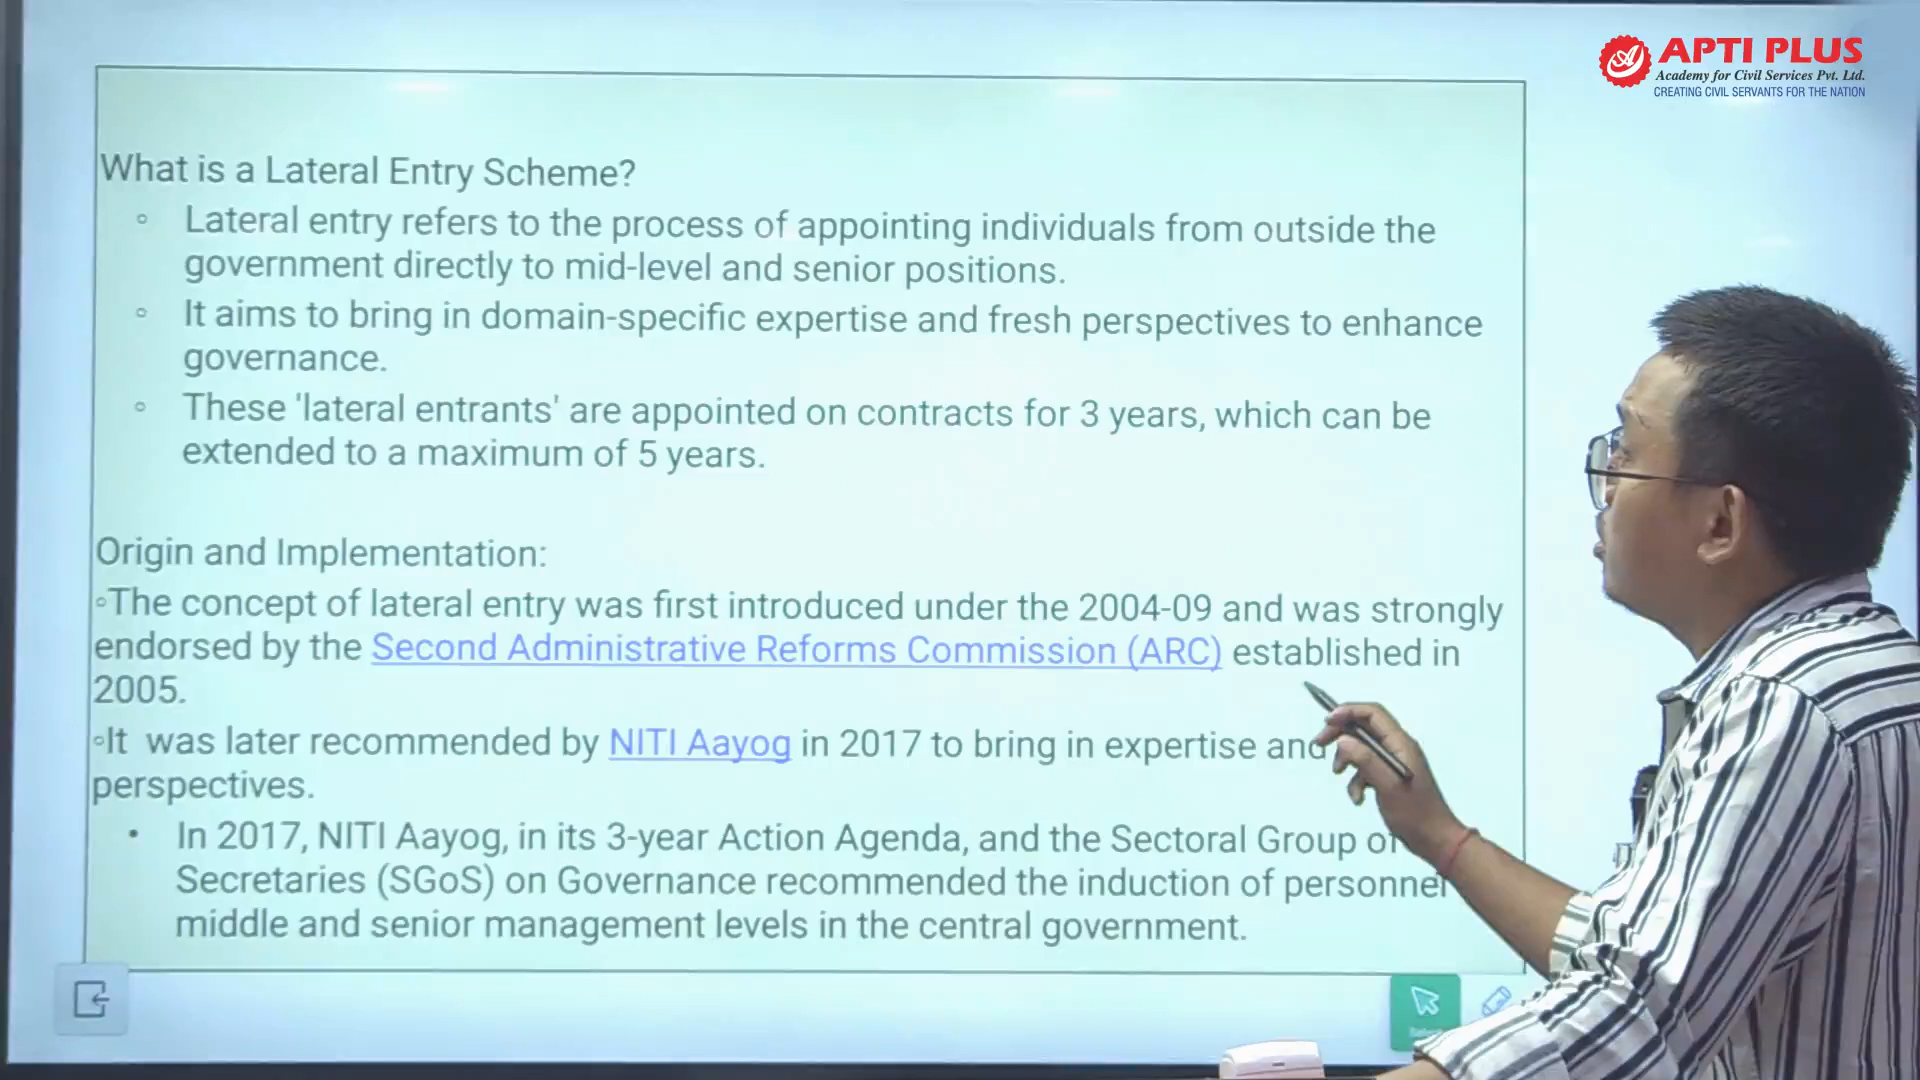 APTI PLUS
Academy for Civil Services Pvt. Ltd.
CREATING CIVIL SERVANTS FOR THE NATION
What is a Lateral Entry Scheme?
◦ Lateral entry refers to the process of appointing individuals from outside the
government directly to mid-level and senior positions.
◦ It aims to bring in domain-specific expertise and fresh perspectives to enhance
governance.
◦ These 'lateral entrants' are appointed on contracts for 3 years, which can be
extended to a maximum of 5 years.
Origin and Implementation:
◦The concept of lateral entry was first introduced under the 2004-09 and was strongly
endorsed by the Second Administrative Reforms Commission (ARC) established in
2005.
◦It was later recommended by NITI Aayog in 2017 to bring in expertise and
perspectives.
• In 2017, NITI Aayog, in its 3-year Action Agenda, and the Sectoral Group of
Secretaries (SGoS) on Governance recommended the induction of personnel
middle and senior management levels in the central government.